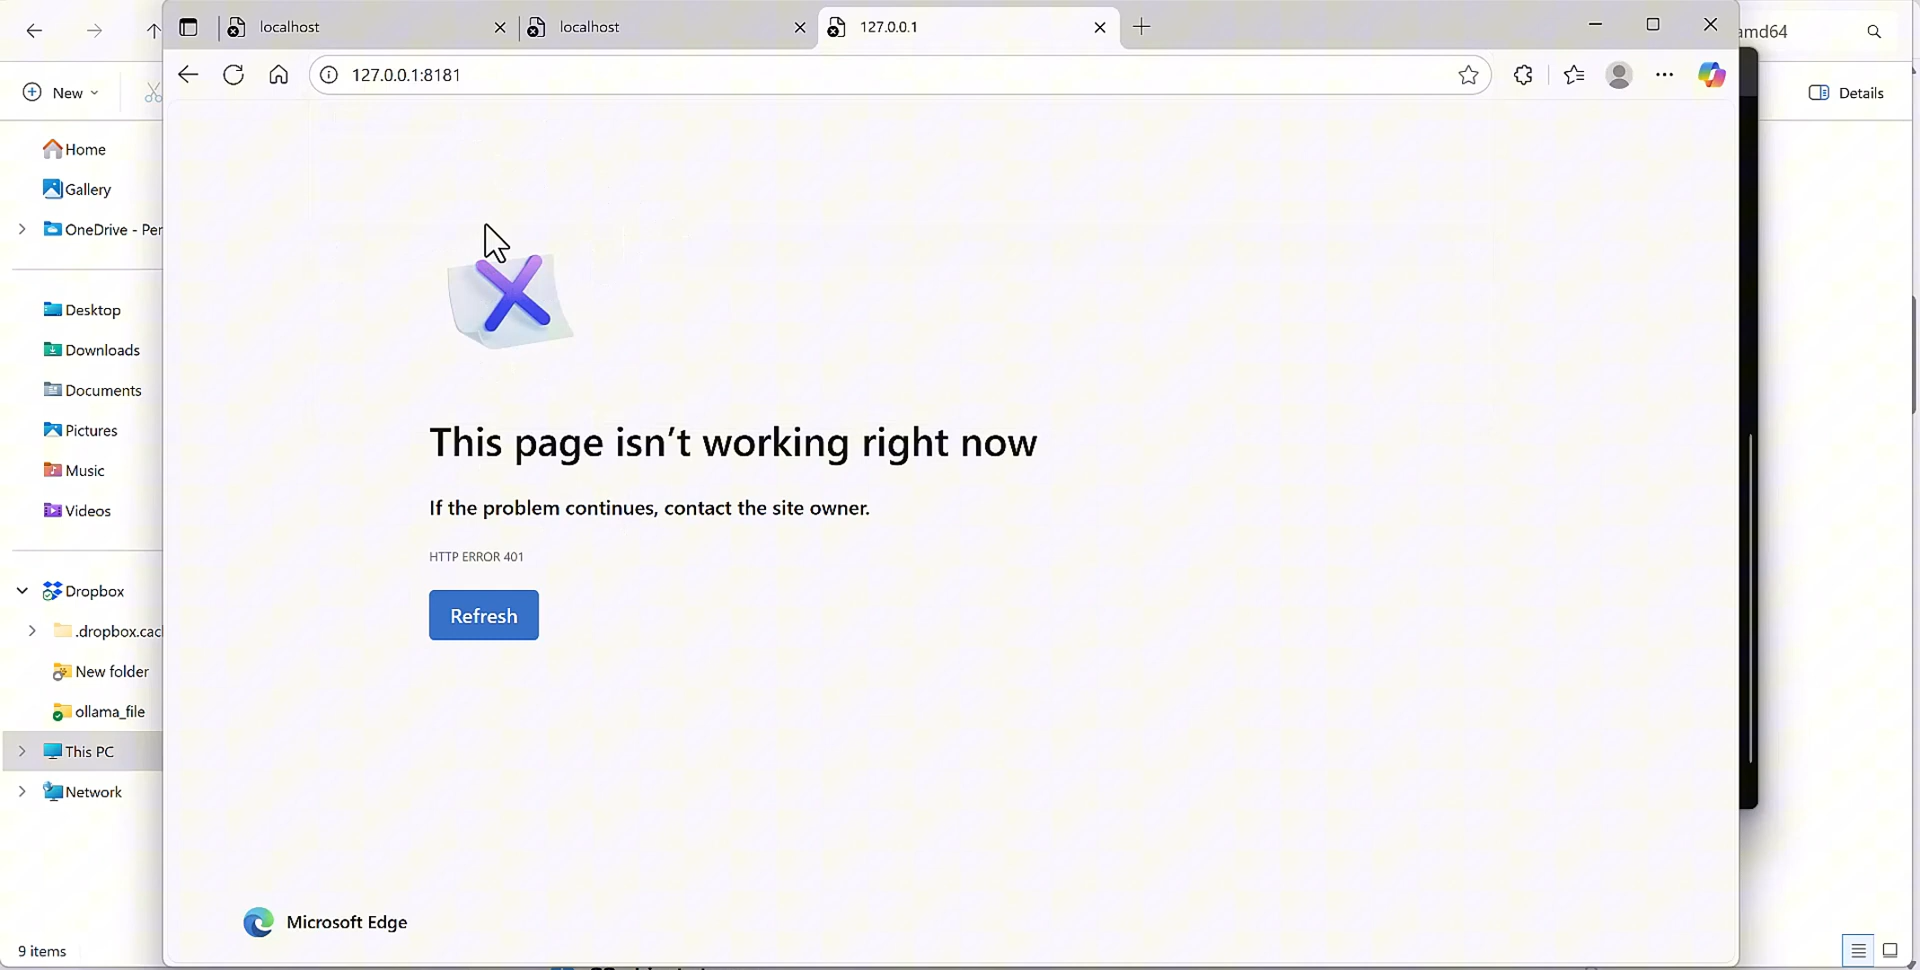 localhost
localhost
127.0.0.1
amd64
127.0.0.1:8181
New
Details
Home
Gallery
OneDrive - Per
Desktop
Downloads
Documents
Pictures
Music
Videos
Dropbox
.dropbox.cac
New folder
ollama_file
This PC
Network
This page isn't working right now
If the problem continues, contact the site owner.
HTTP ERROR 401
Refresh
Microsoft Edge
9 items